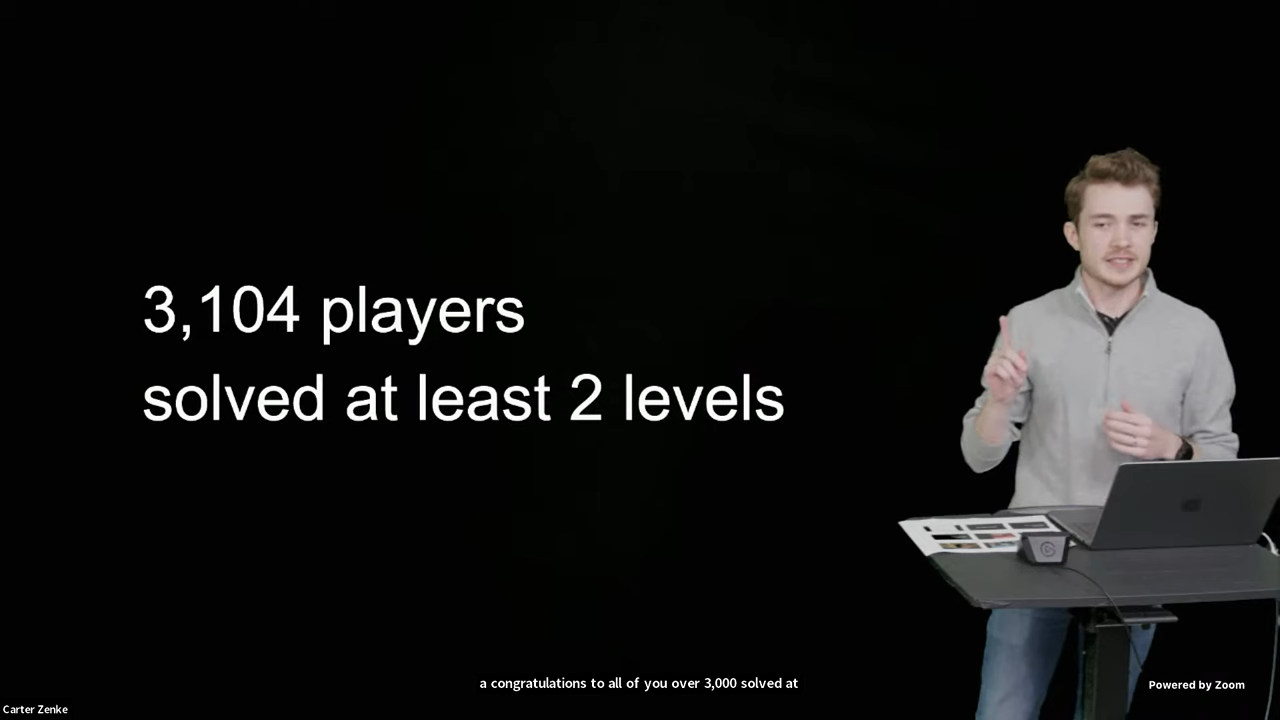 3,104 players
solved at least 2 levels
a congratulations to all of you over 3,000 solved at
Powered by Zoom
Carter Zenke